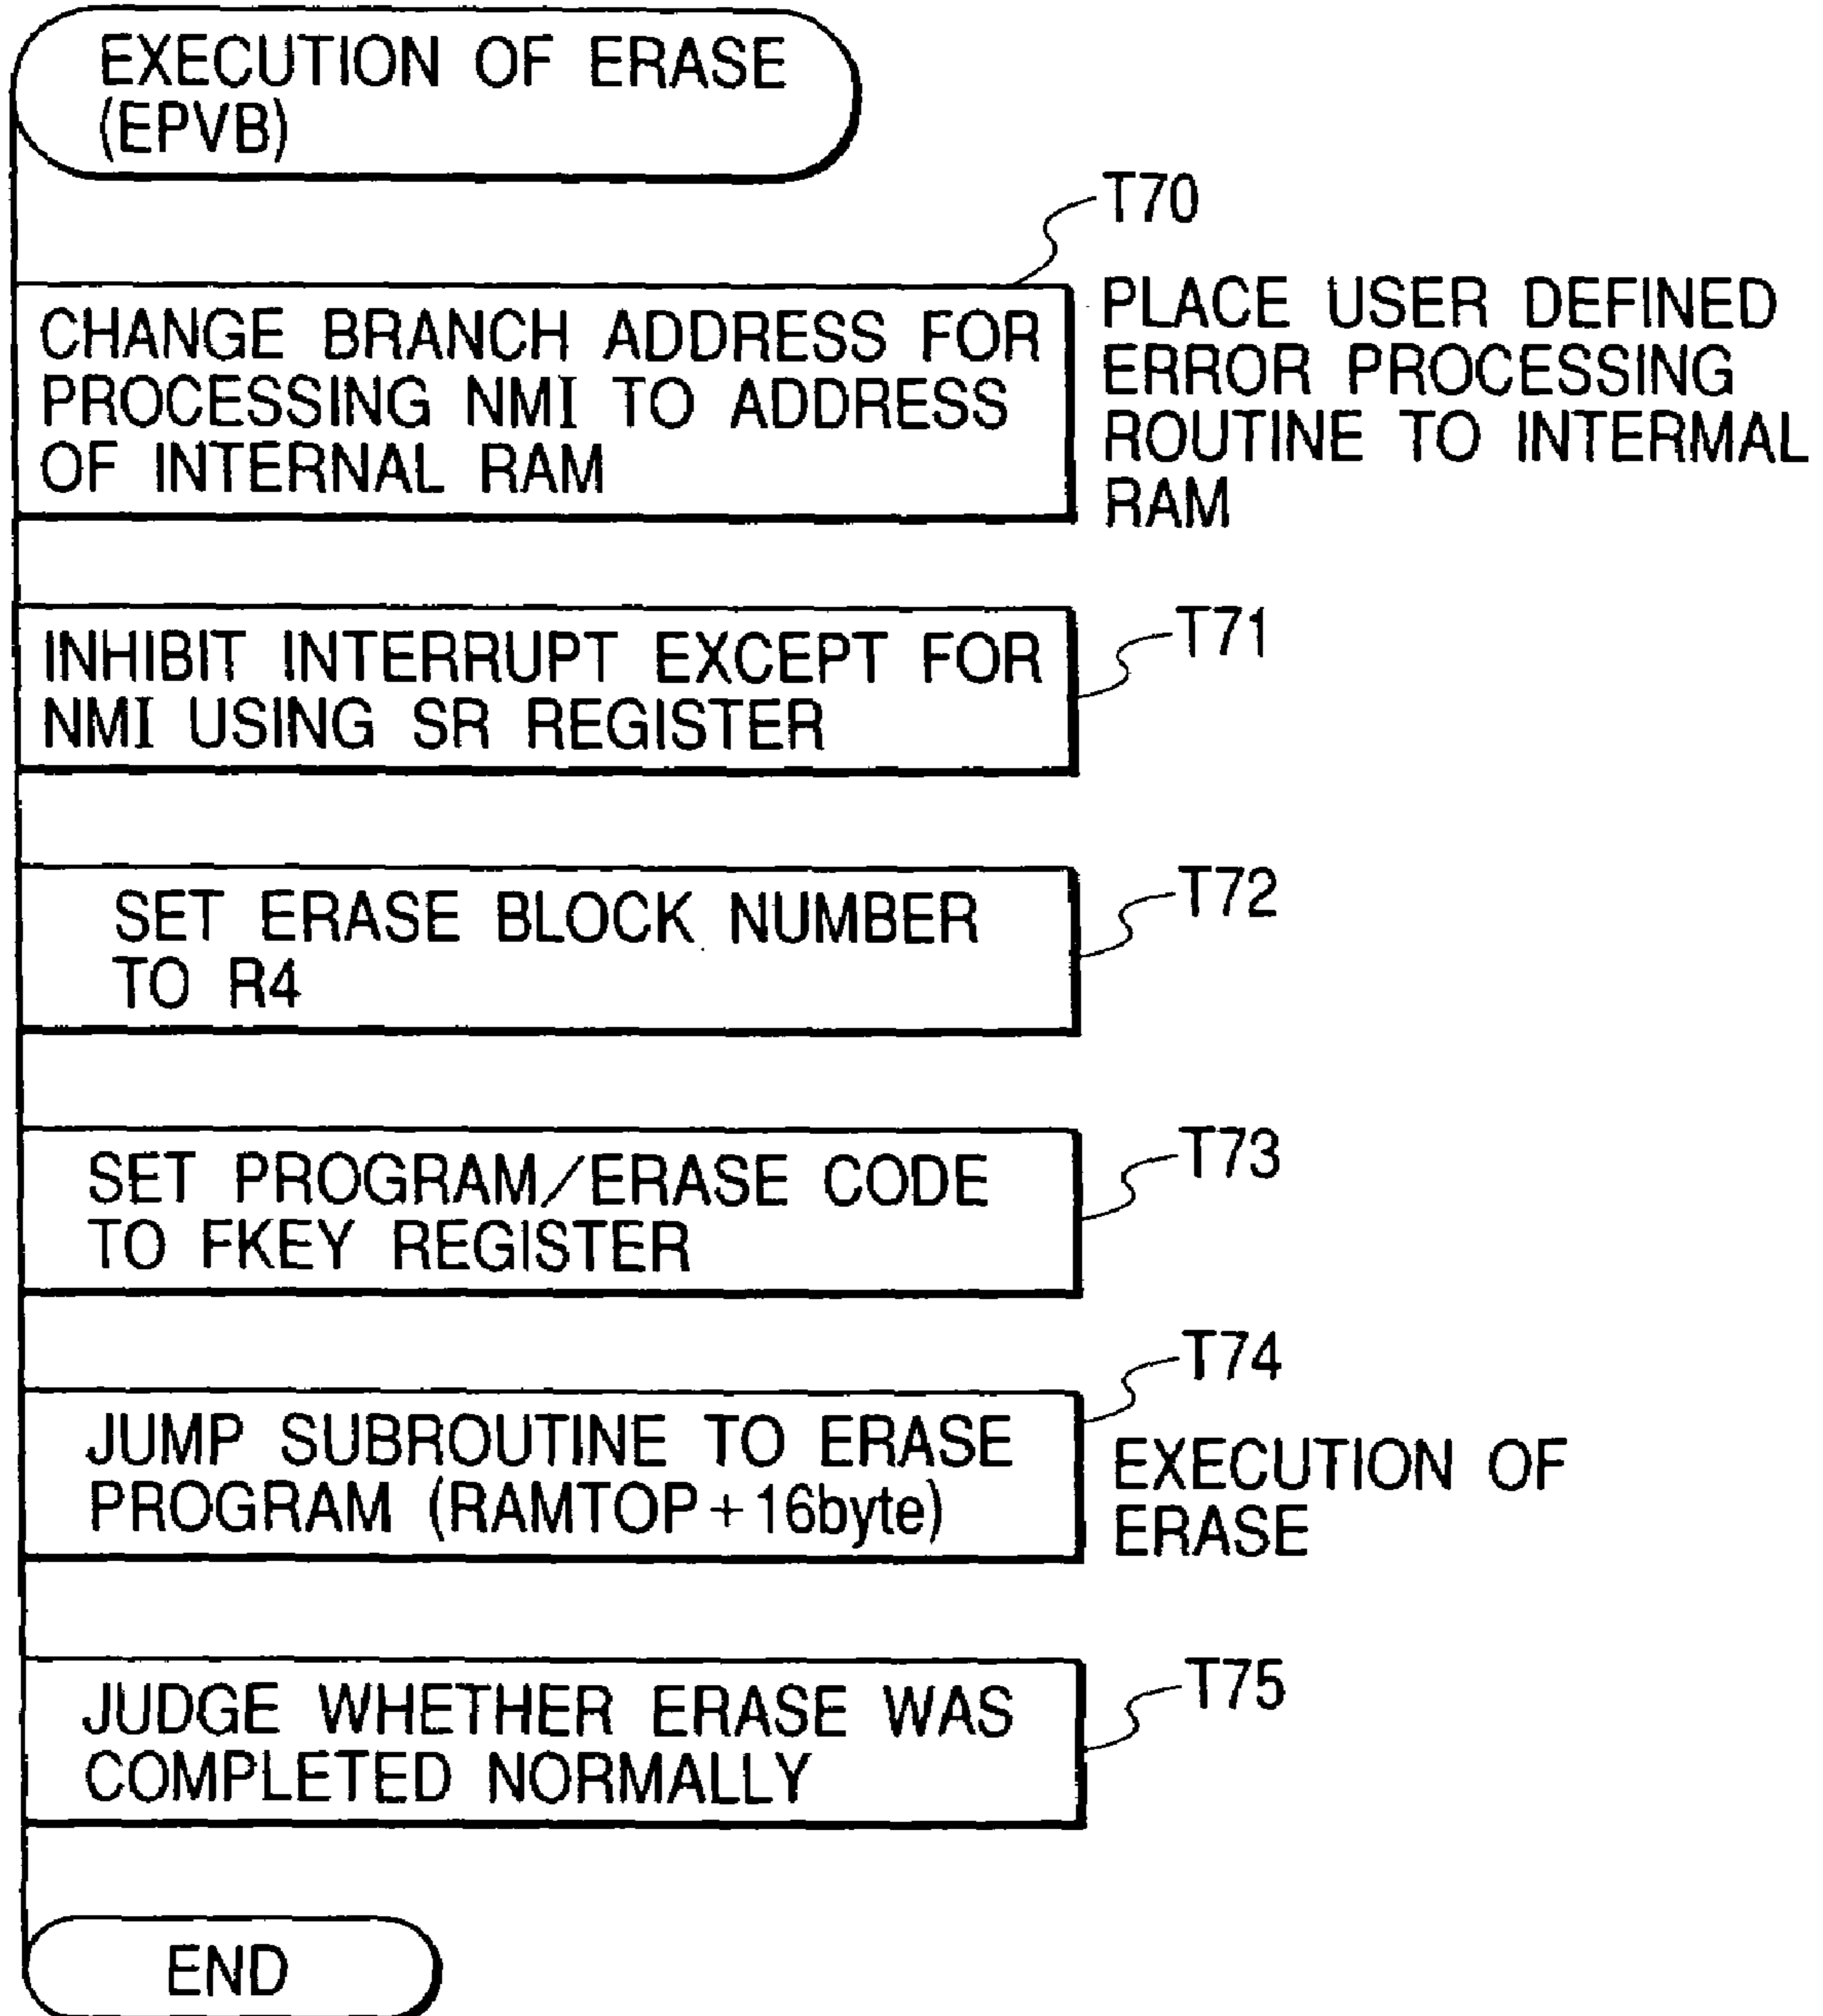 EXECUTION OF ERASE
(EPVB)
T70
CHANGE BRANCH ADDRESS FOR
PROCESSING NMI TO ADDRESS
OF INTERNAL RAM
PLACE USER DEFINED
ERROR PROCESSING
ROUTINE TO INTERMAL
RAM
T71
INHIBIT INTERRUPT EXCEPT FOR
NMI USING SR REGISTER
T72
SET ERASE BLOCK NUMBER
TO R4
T73
SET PROGRAM/ERASE CODE
TO FKEY REGISTER
T74
JUMP SUBROUTINE TO ERASE
PROGRAM (RAMTOP+16byte)
EXECUTION OF
ERASE
T75
JUDGE WHETHER ERASE WAS
COMPLETED NORMALLY
END